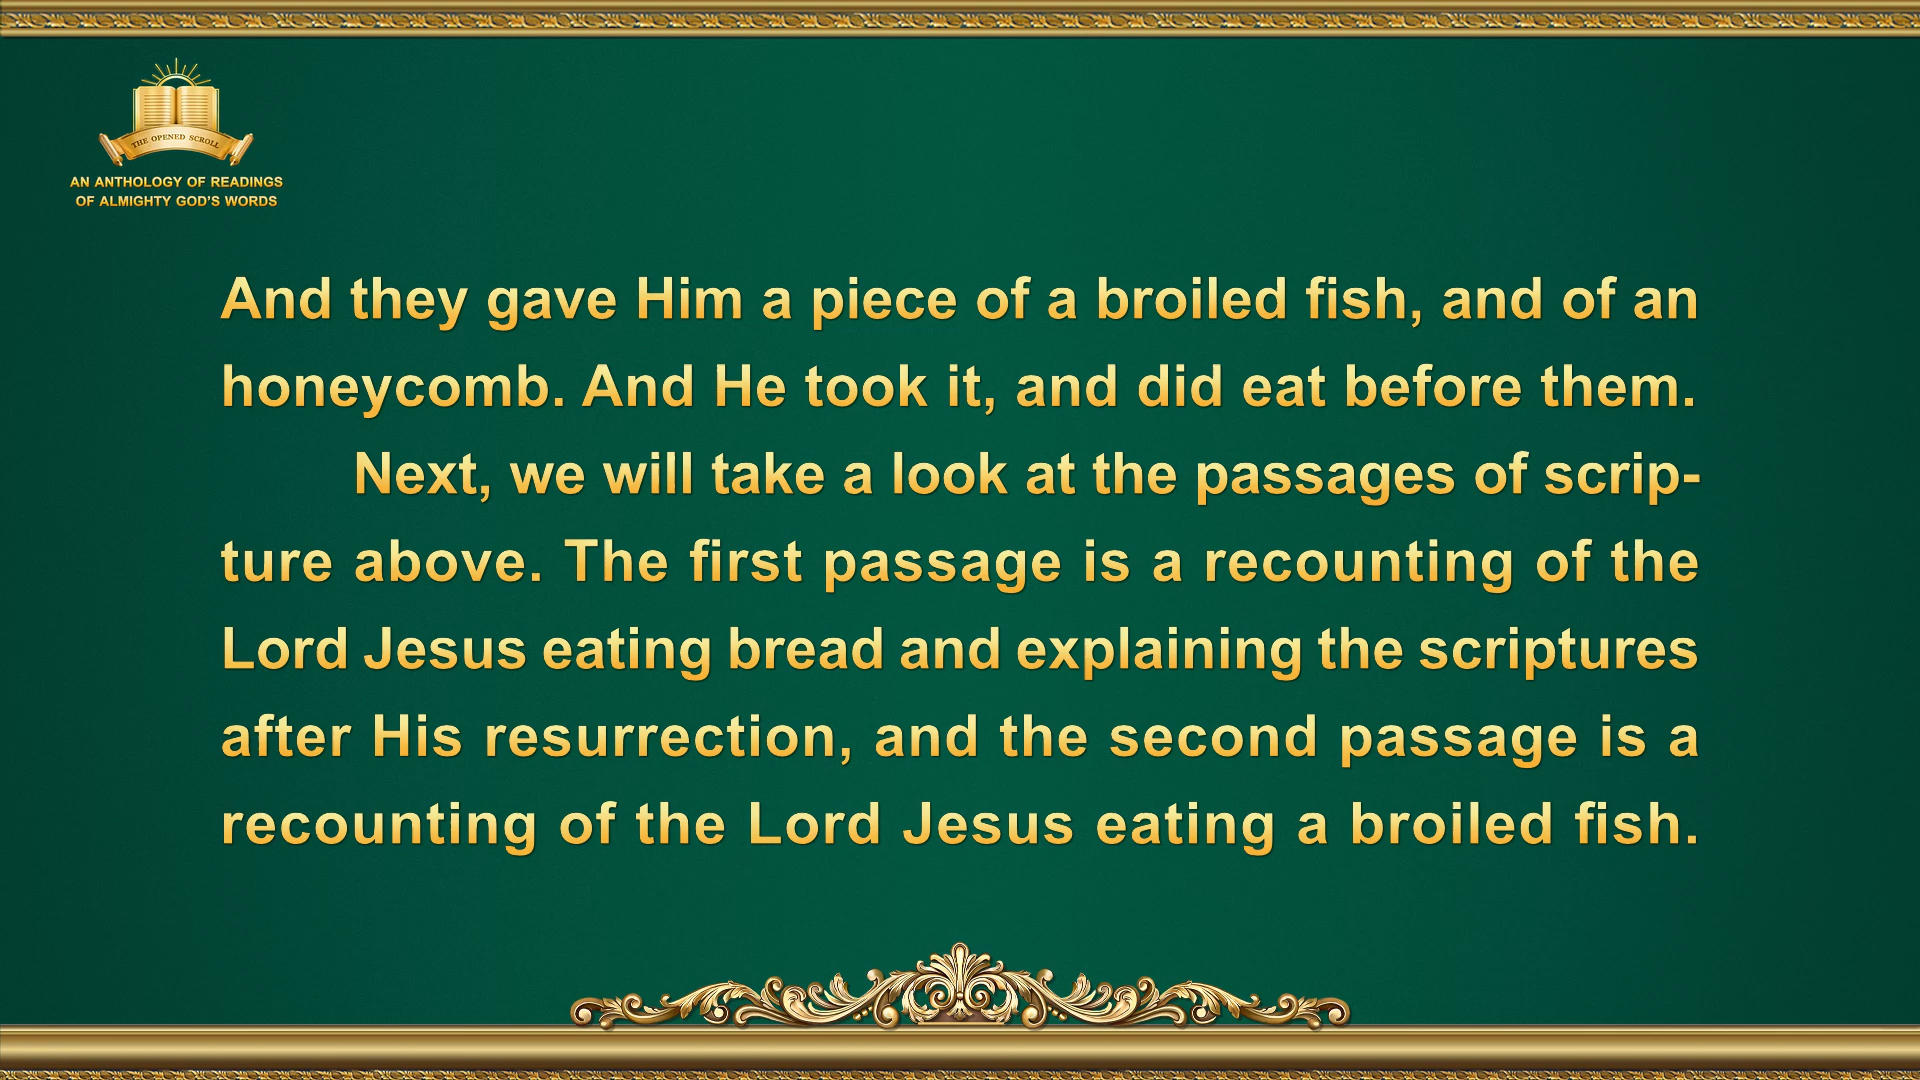 THE OPENED SCROLL
AN ANTHOLOGY OF READINGS
OF ALMIGHTY GOD'S WORDS
And they gave Him a piece of a broiled fish, and of an
honeycomb. And He took it, and did eat before them.
Next, we will take a look at the passages of scrip-
ture above. The first passage is a recounting of the
Lord Jesus eating bread and explaining the scriptures
after His resurrection, and the second passage is a
recounting of the Lord Jesus eating a broiled fish.